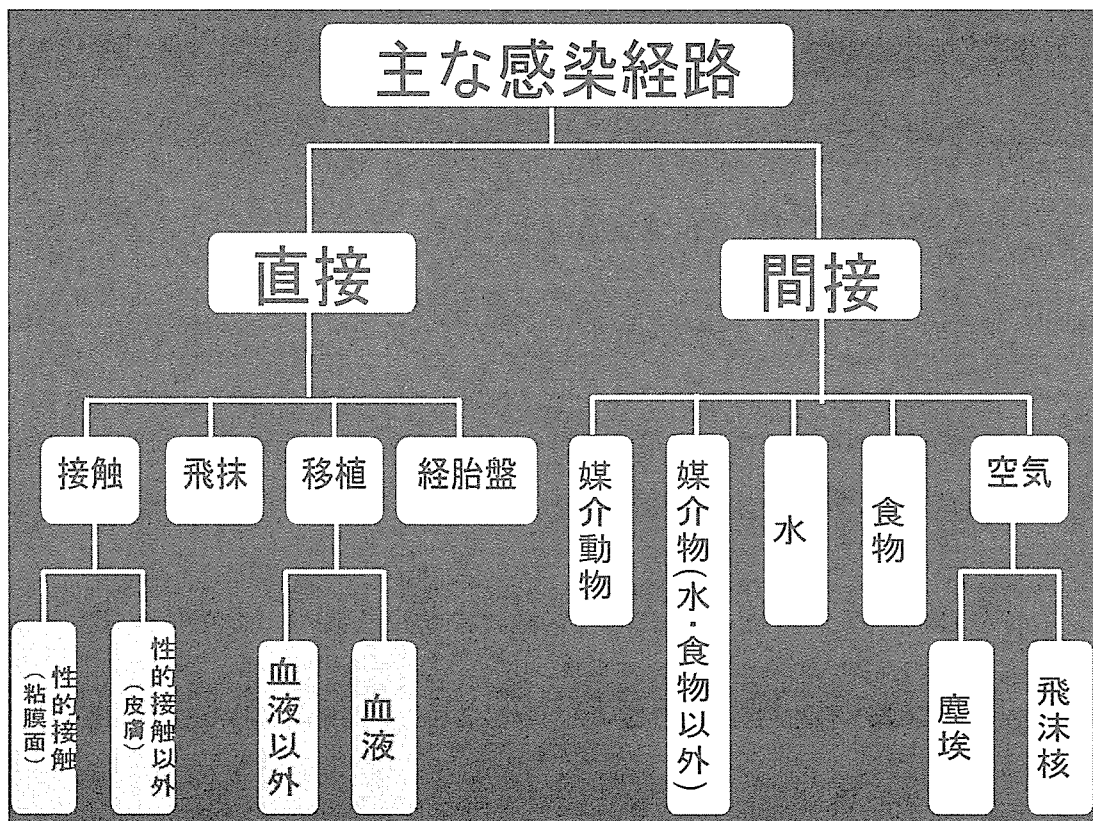 主な感染経路
直接
間接
接触
飛抹
移植
経胎盤
媒介動物
媒介物(水・食物以外)
水
食物
空気
性的接触
(粘膜面)
性的接触以外
(皮膚)
血液以外
血液
塵埃
飛沫核